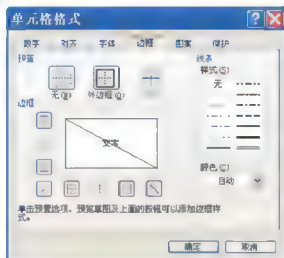 单元格格式
数字 对齐 字体 边框 图案 保护
预置
无(N) 外边框(O)
边框
文本
线条
样式(S)
无
颜色(C)
自动
单击预置选项、预览草图及上面的按钮可以添加边框样
式。
确定 取消